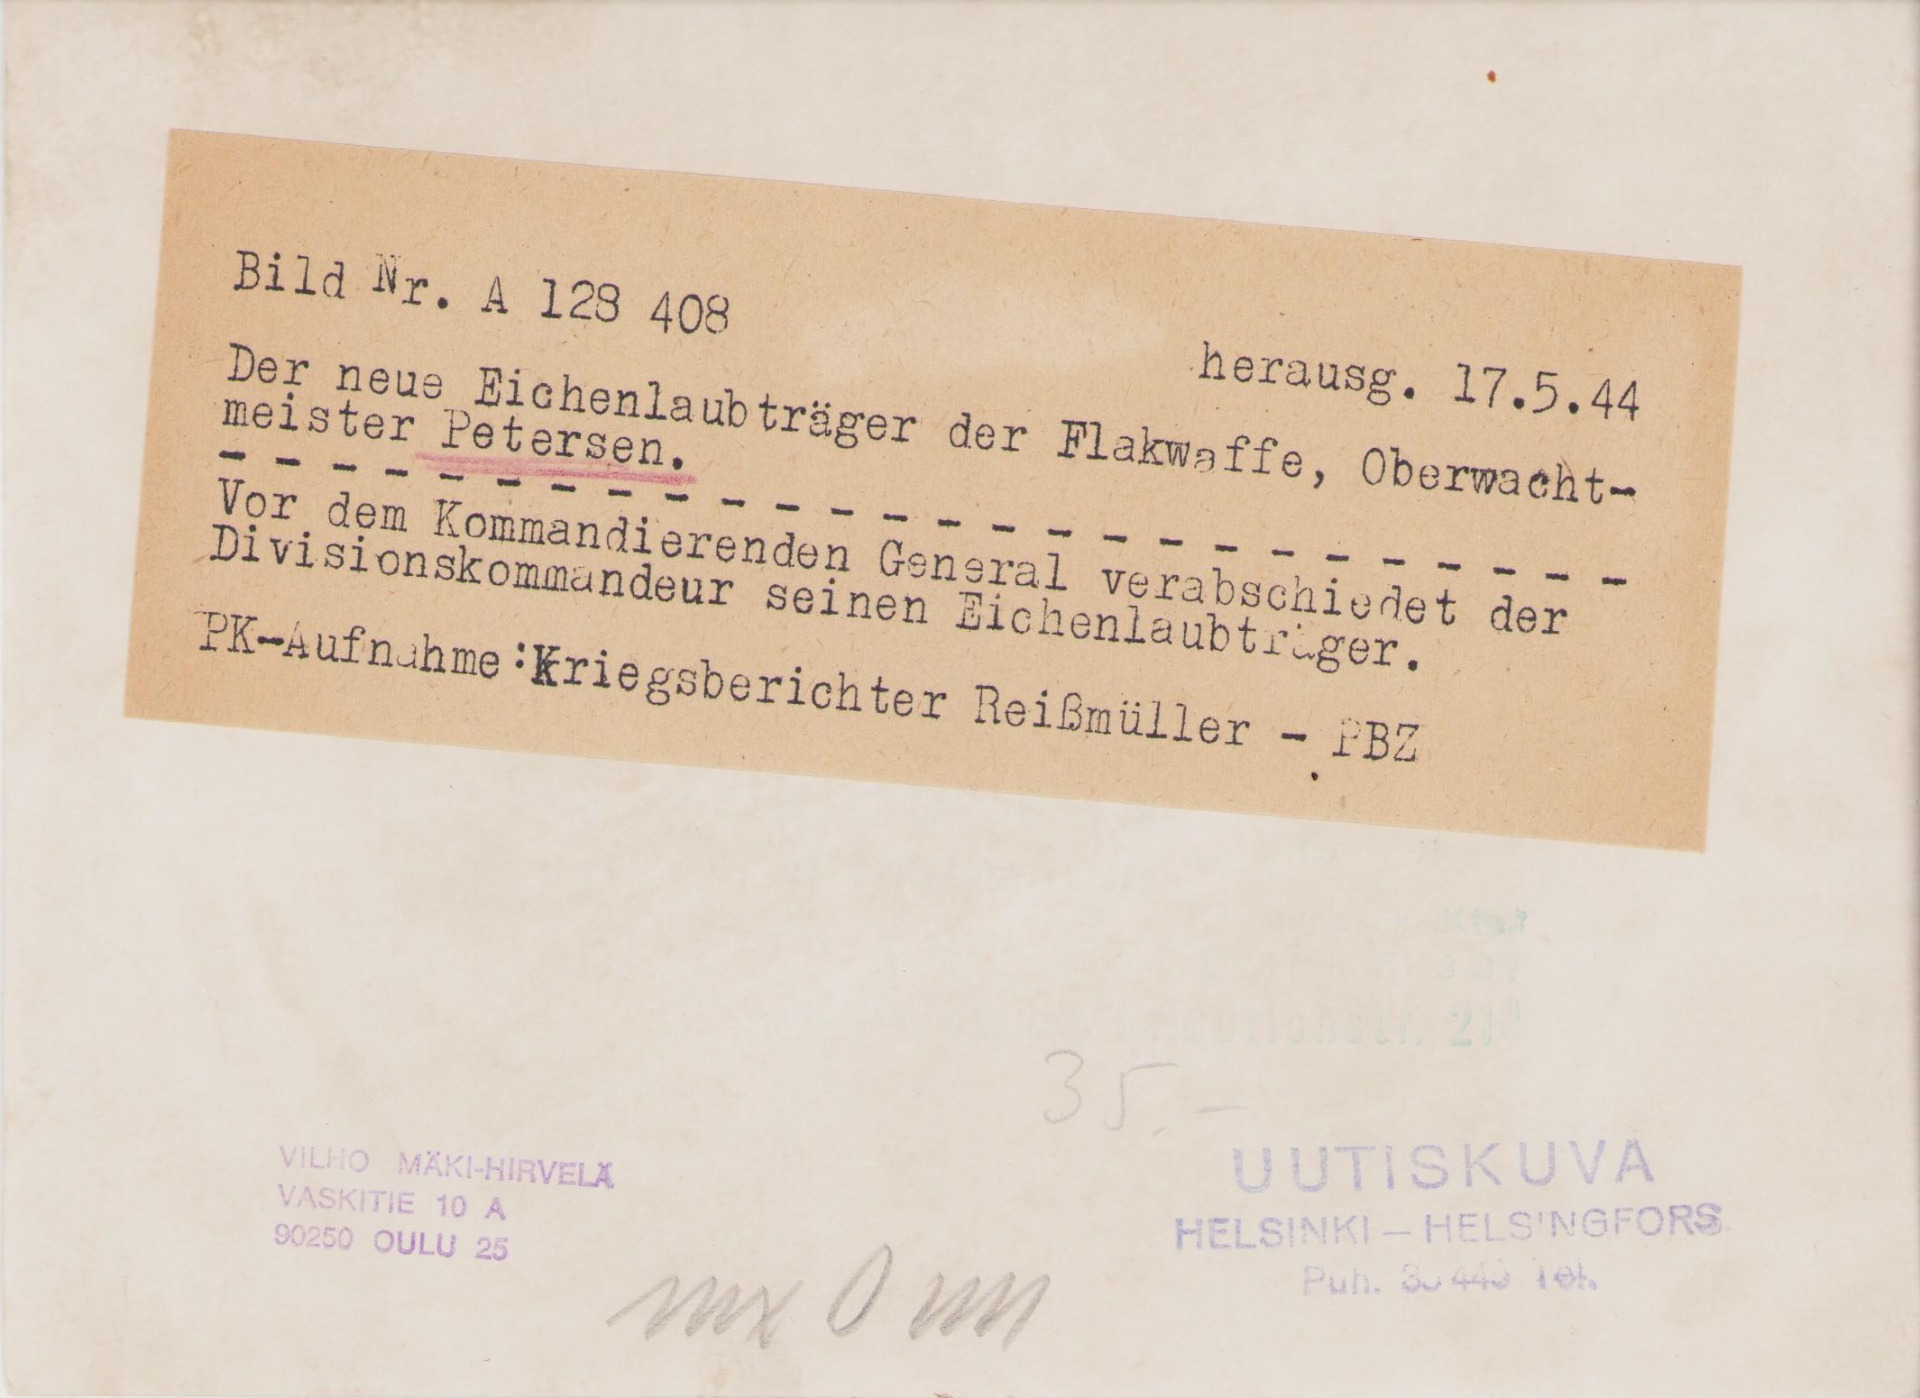 Bild Nr. A 128 408
herausg. 17.5.44
Der neue Eichenlaubträger der Flakwaffe, Oberwacht-
meister Petersen.
- - - - - - - - - - - - - - - - - - - - - - - - - -
Vor dem Kommandierenden General verabschiedet der
Divisionskommandeur seinen Eichenlaubträger.
PK-Aufnahme:Kriegsberichter Reißmüller - PBZ
35.-
VILHO MÄKI-HIRVELÄ
VASKITIE 10 A
90250 OULU 25
UUTISKUVA
HELSINKI – HELSINGFORS
Puh. Tel.